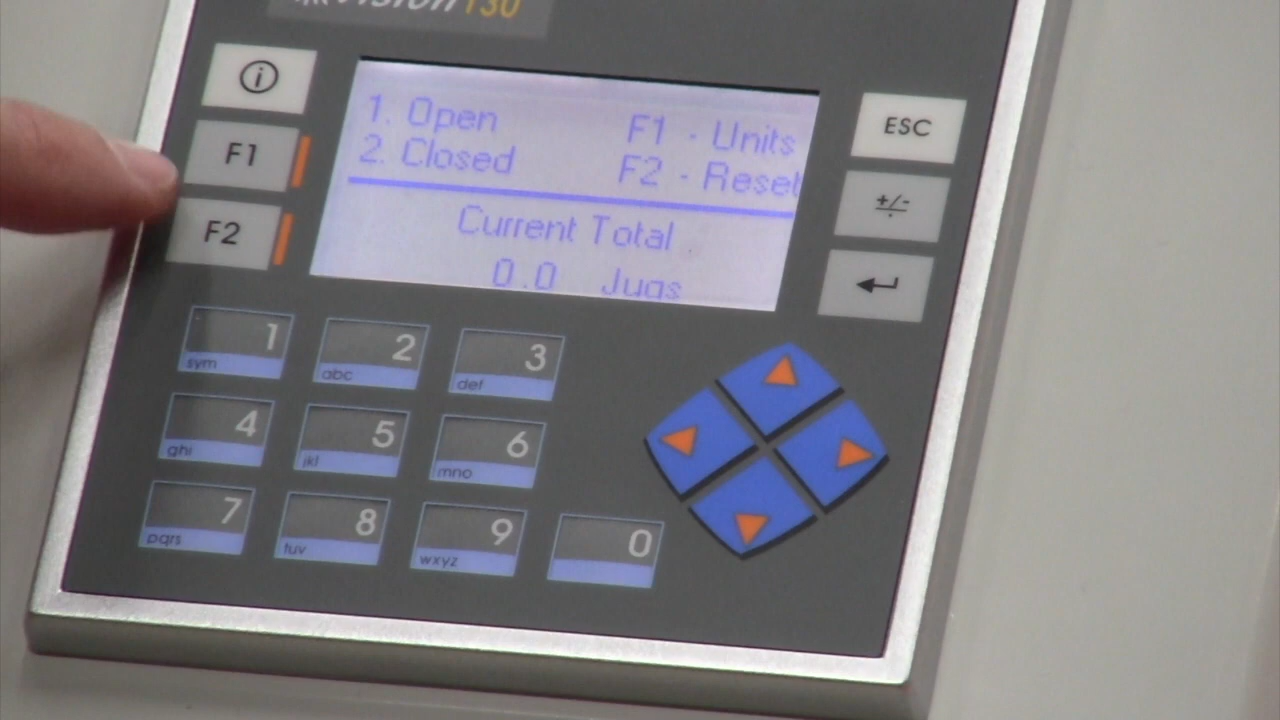 vision130
i
F1
F2
1. Open F1 - Units
2. Closed F2 - Reset
Current Total
0.0 Jugs
ESC
+/-
1 sym
2 abc
3 def
4 ghi
5 jkl
6 mno
7 pqrs
8 tuv
9 wxyz
0